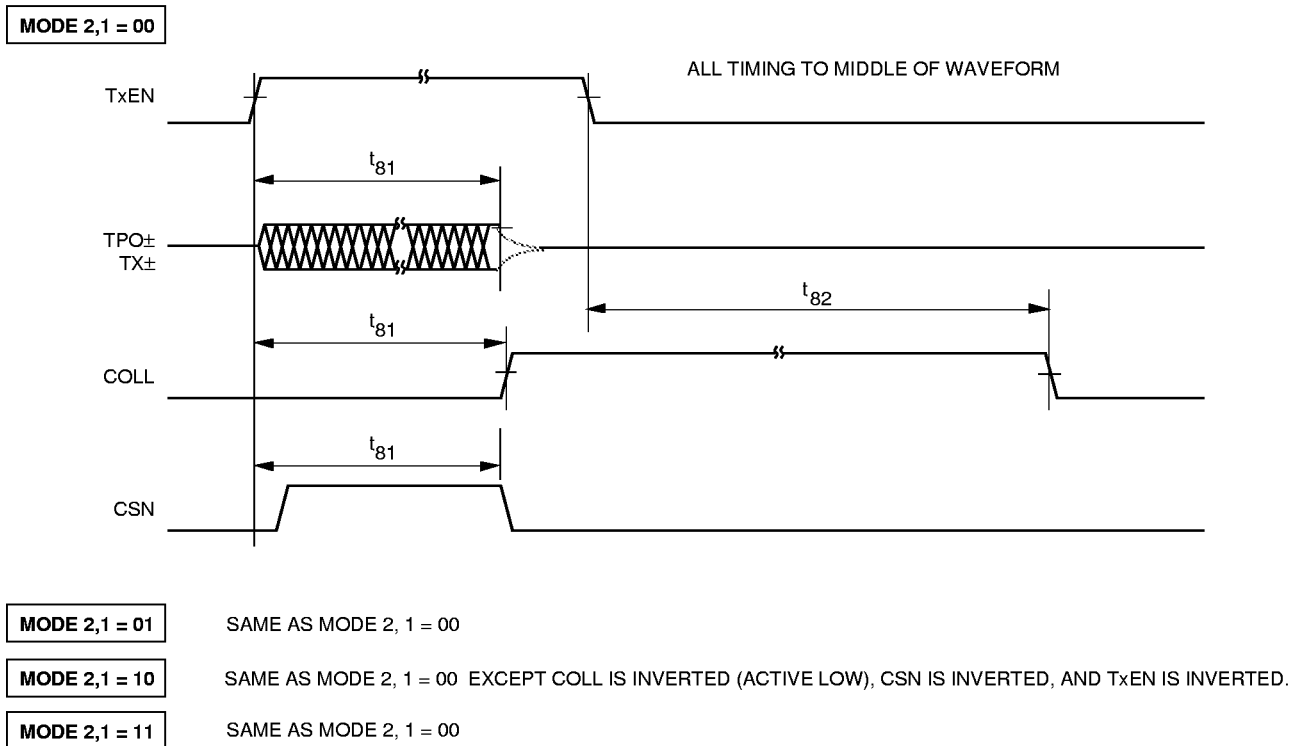 MODE 2,1 = 00
ALL TIMING TO MIDDLE OF WAVEFORM
TxEN
t81
TPO±
TX±
t82
t81
COLL
t81
CSN
MODE 2,1 = 01 SAME AS MODE 2, 1 = 00
MODE 2,1 = 10 SAME AS MODE 2, 1 = 00 EXCEPT COLL IS INVERTED (ACTIVE LOW), CSN IS INVERTED, AND TxEN IS INVERTED.
MODE 2,1 = 11 SAME AS MODE 2, 1 = 00